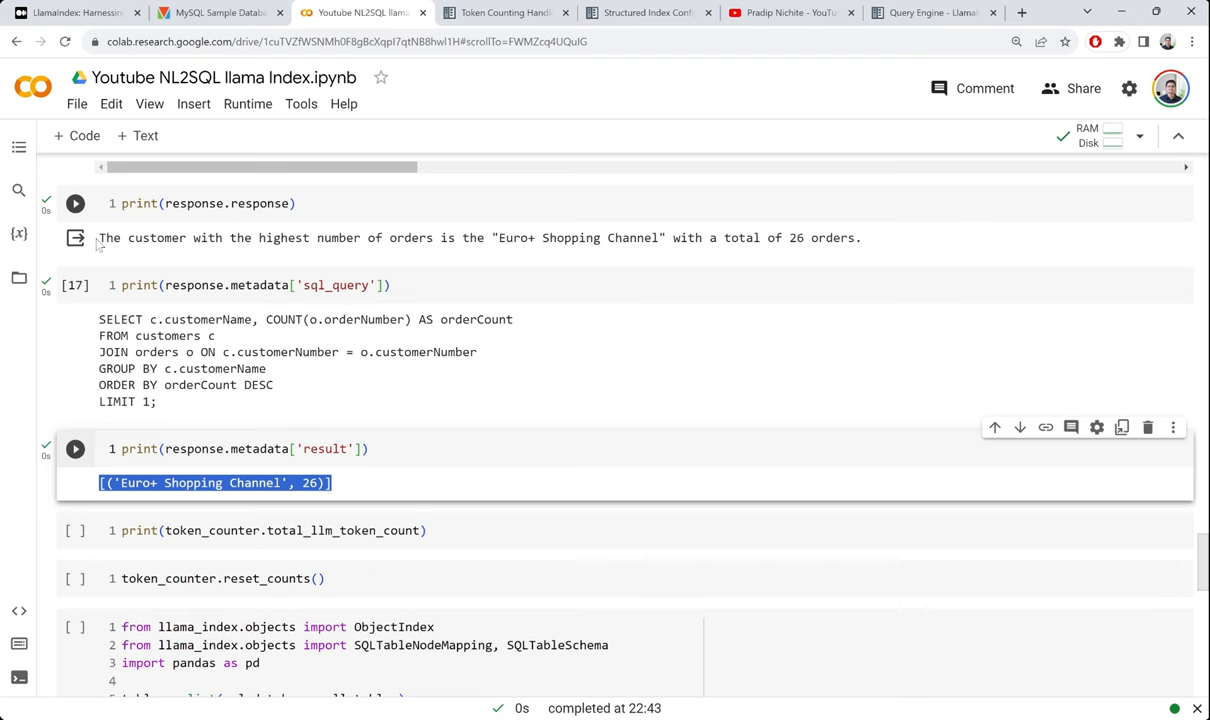 LlamaIndex: Harnessin
MySQL Sample Databa
Youtube NL2SQL llama In
Token Counting Handl
Structured Index Confi
Pradip Nichite - YouTu
Query Engine - Llamal
colab.research.google.com/drive/1cuTVZfWSNMh0F8gBcXqpI7qtNB8hwl1H#scrollTo=FWMZcq4UQuIG
Youtube NL2SQL llama Index.ipynb
Comment
Share
File Edit View Insert Runtime Tools Help
+ Code + Text
RAM
Disk
0s
1 print(response.response)
The customer with the highest number of orders is the "Euro+ Shopping Channel" with a total of 26 orders.
0s
[17]
1 print(response.metadata['sql_query'])
SELECT c.customerName, COUNT(o.orderNumber) AS orderCount
FROM customers c
JOIN orders o ON c.customerNumber = o.customerNumber
GROUP BY c.customerName
ORDER BY orderCount DESC
LIMIT 1;
0s
1 print(response.metadata['result'])
[('Euro+ Shopping Channel', 26)]
[ ] 1 print(token_counter.total_llm_token_count)
[ ] 1 token_counter.reset_counts()
[ ] 1 from llama_index.objects import ObjectIndex
2 from llama_index.objects import SQLTableNodeMapping, SQLTableSchema
3 import pandas as pd
4
0s completed at 22:43